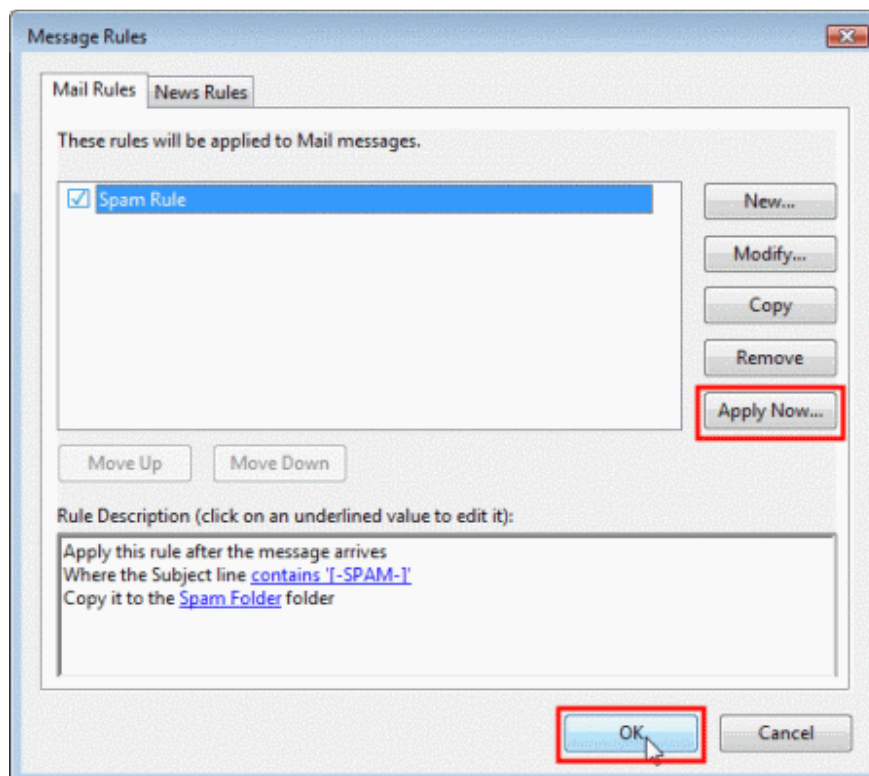 Message Rules
Mail Rules
News Rules
These rules will be applied to Mail messages.
Spam Rule
New...
Modify...
Copy
Remove
Apply Now...
Move Up
Move Down
Rule Description (click on an underlined value to edit it):
Apply this rule after the message arrives
Where the Subject line contains '[-SPAM-]'
Copy it to the Spam Folder folder
OK
Cancel